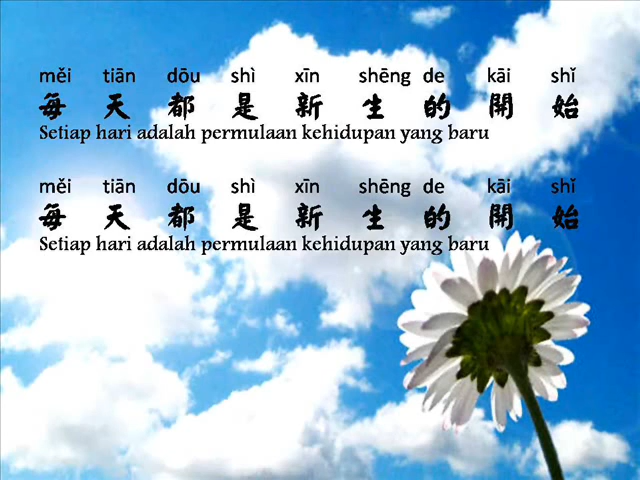 měi tiān dōu shì xīn shēng de kāi shǐ
每天都是新生的開始
Setiap hari adalah permulaan kehidupan yang baru
měi tiān dōu shì xīn shēng de kāi shǐ
每天都是新生的開始
Setiap hari adalah permulaan kehidupan yang baru